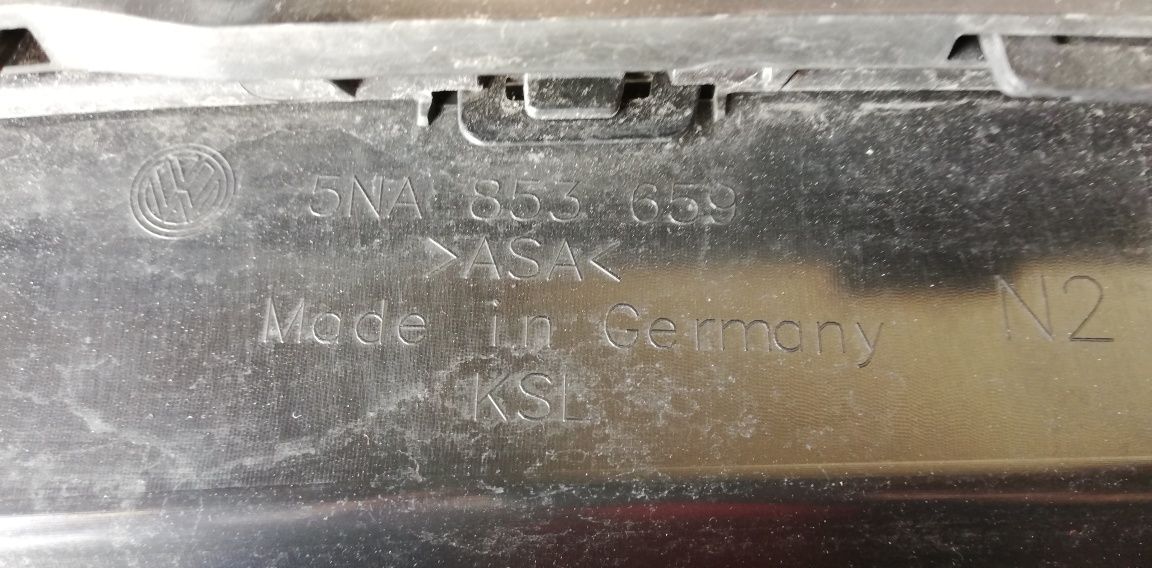 5NA 853 659
>ASA<
Made in Germany
N2
KSL